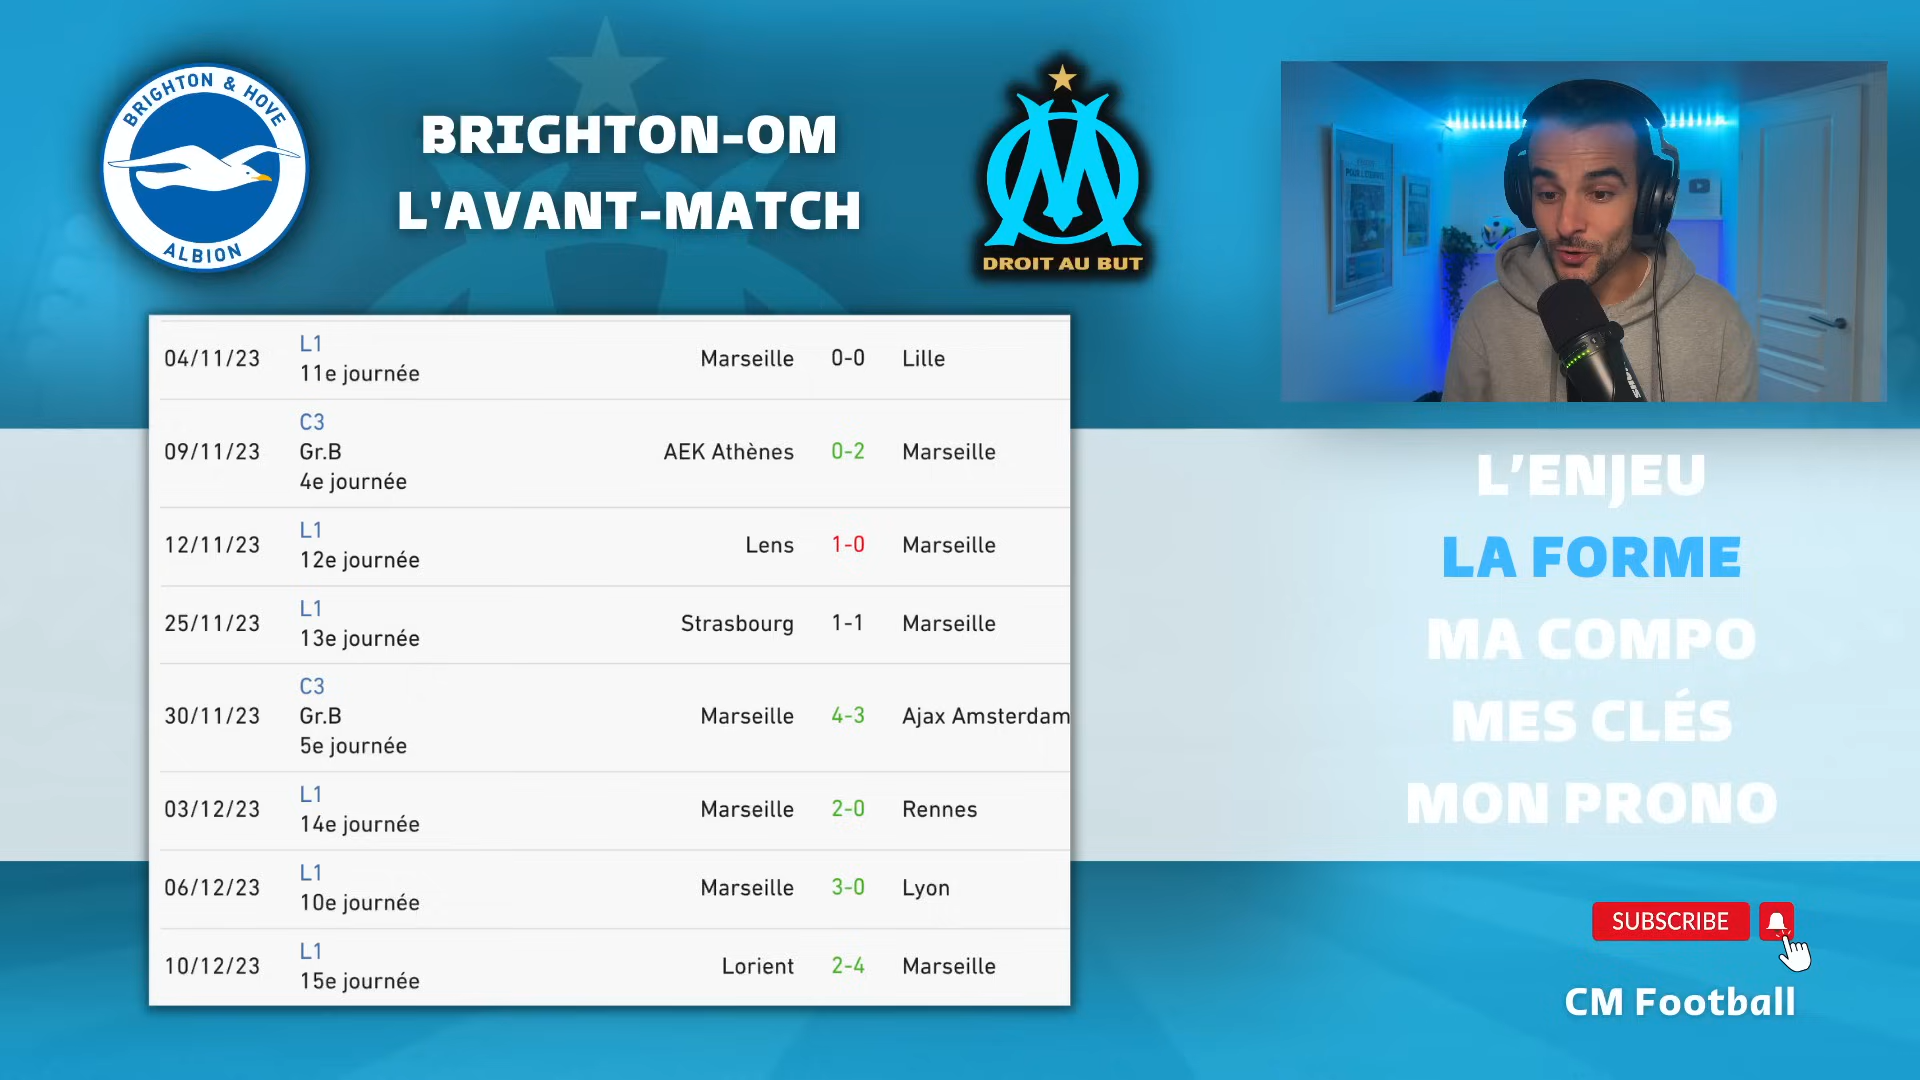 BRIGHTON & HOVE
ALBION
BRIGHTON-OM
L'AVANT-MATCH
DROIT AU BUT
04/11/23 L1 11e journée Marseille 0-0 Lille
09/11/23 C3 Gr.B 4e journée AEK Athènes 0-2 Marseille
12/11/23 L1 12e journée Lens 1-0 Marseille
25/11/23 L1 13e journée Strasbourg 1-1 Marseille
30/11/23 C3 Gr.B 5e journée Marseille 4-3 Ajax Amsterdam
03/12/23 L1 14e journée Marseille 2-0 Rennes
06/12/23 L1 10e journée Marseille 3-0 Lyon
10/12/23 L1 15e journée Lorient 2-4 Marseille
L’ENJEU
LA FORME
MA COMPO
MES CLÉS
MON PRONO
SUBSCRIBE
CM Football